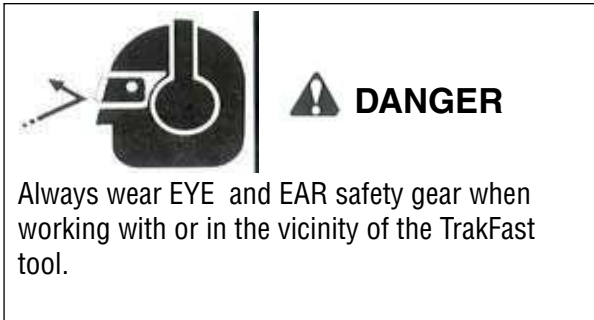 DANGER
Always wear EYE and EAR safety gear when
working with or in the vicinity of the TrakFast
tool.